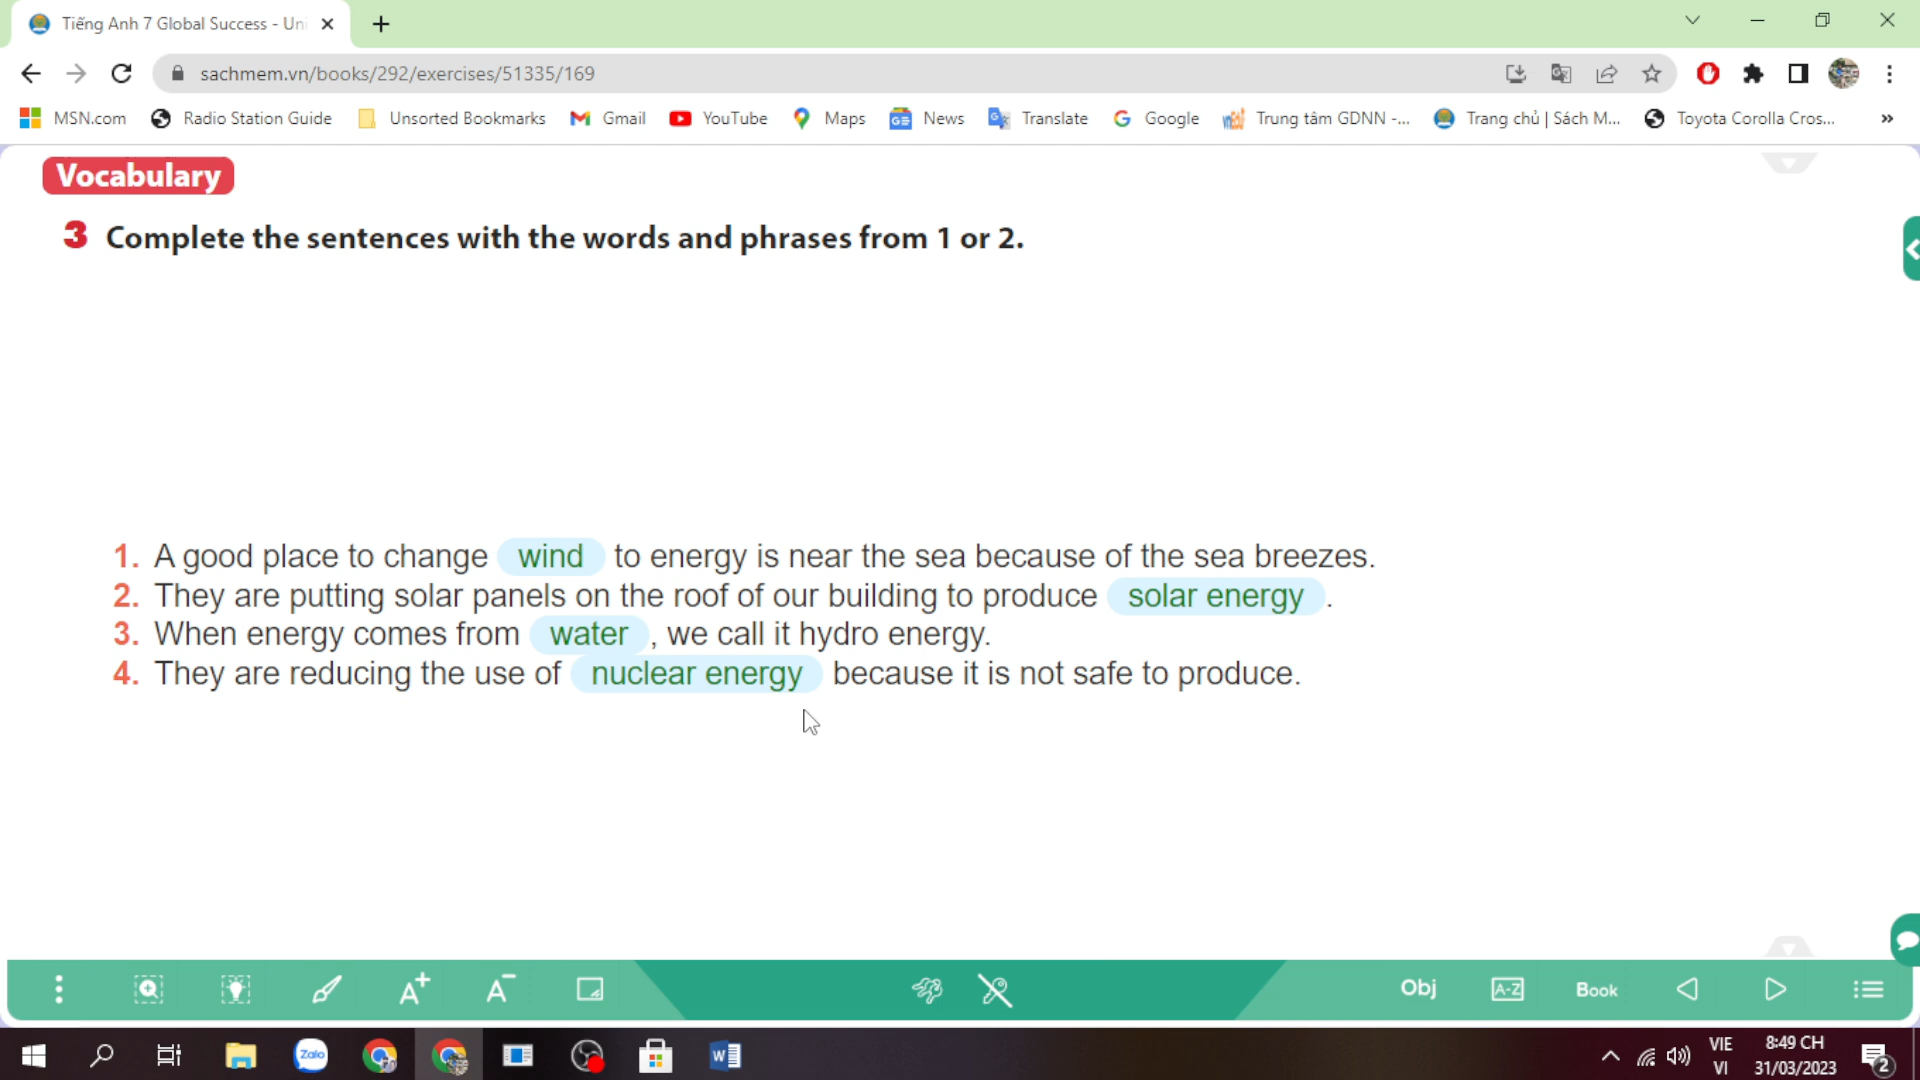 Tiếng Anh 7 Global Success - Uni
sachmem.vn/books/292/exercises/51335/169
MSN.com Radio Station Guide Unsorted Bookmarks Gmail YouTube Maps News Translate Google Trung tâm GDNN -... Trang chủ | Sách M... Toyota Corolla Cros... »
Vocabulary
3 Complete the sentences with the words and phrases from 1 or 2.
1. A good place to change wind to energy is near the sea because of the sea breezes.
2. They are putting solar panels on the roof of our building to produce solar energy .
3. When energy comes from water , we call it hydro energy.
4. They are reducing the use of nuclear energy because it is not safe to produce.
A+ A- Obj A-Z Book
Zalo W VIE 8:49 CH
VI 31/03/2023 2